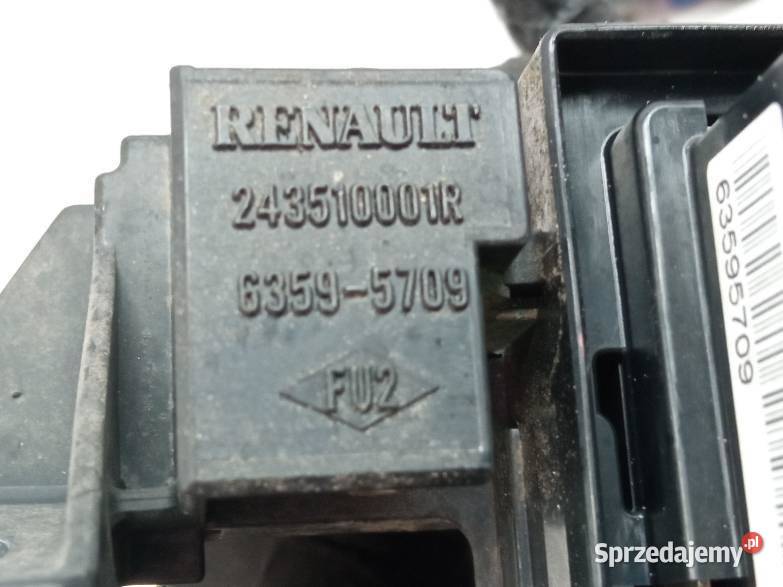 RENAULT
243510001R
6359-5709
FU2
63595709
Sprzedajemy.pl